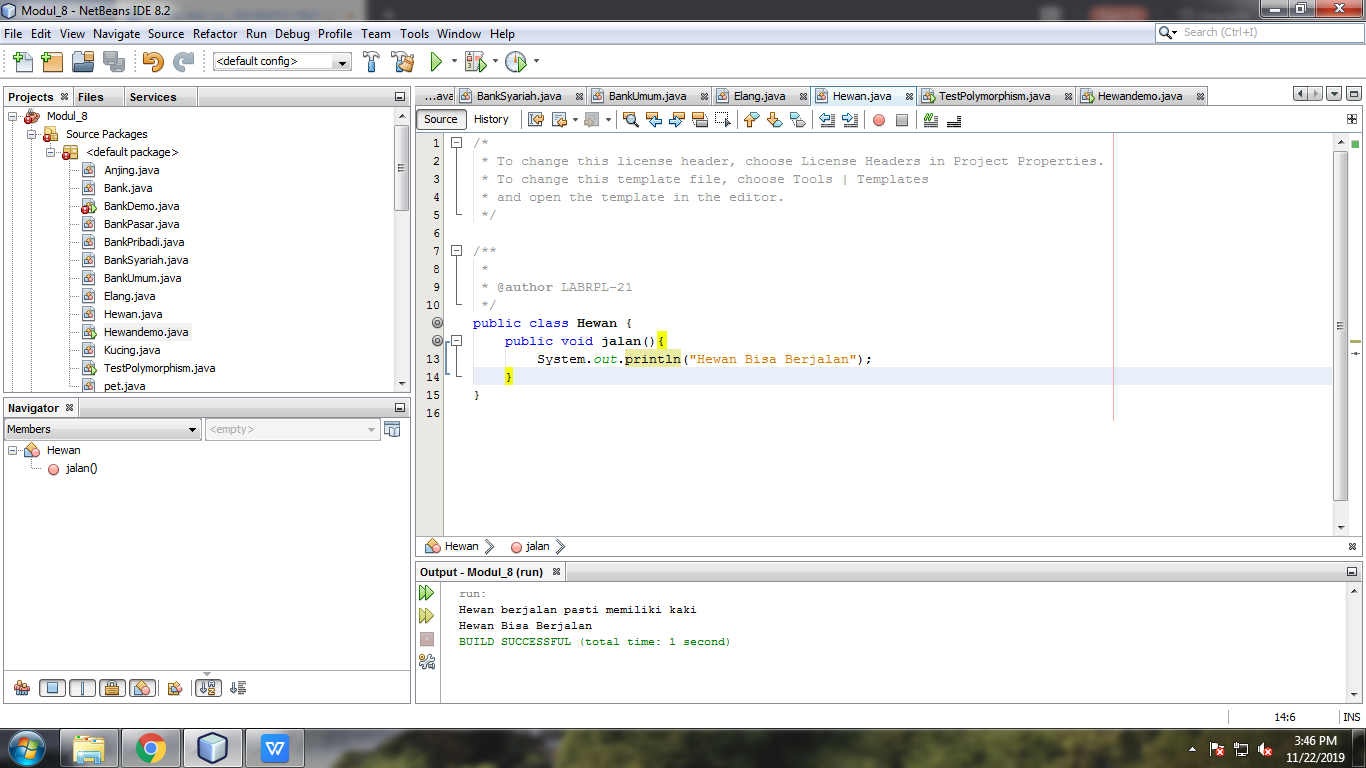 Modul_8 - NetBeans IDE 8.2
File Edit View Navigate Source Refactor Run Debug Profile Team Tools Window Help
Search (Ctrl+I)
<default config>
Projects Files Services
Modul_8
Source Packages
<default package>
Anjing.java
Bank.java
BankDemo.java
BankPasar.java
BankPribadi.java
BankSyariah.java
BankUmum.java
Elang.java
Hewan.java
Hewandemo.java
Kucing.java
TestPolymorphism.java
pet.java
Navigator
Members <empty>
Hewan
jalan()
...ava BankSyariah.java BankUmum.java Elang.java Hewan.java TestPolymorphism.java Hewandemo.java
Source History
1 /*
2 * To change this license header, choose License Headers in Project Properties.
3 * To change this template file, choose Tools | Templates
4 * and open the template in the editor.
5 */
6
7 /**
8 *
9 * @author LABRPL-21
10 */
public class Hewan {
public void jalan(){
13 System.out.println("Hewan Bisa Berjalan");
14 }
15 }
16
Hewan jalan
Output - Modul_8 (run)
run:
Hewan berjalan pasti memiliki kaki
Hewan Bisa Berjalan
BUILD SUCCESSFUL (total time: 1 second)
14:6 INS
3:46 PM
11/22/2019